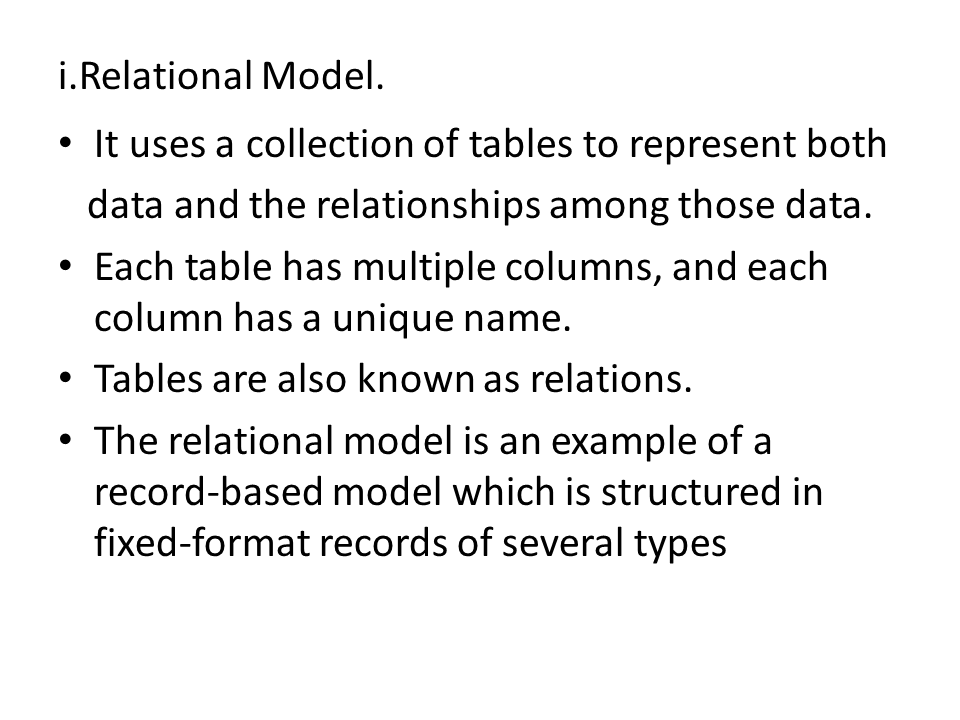 i.Relational Model.
• It uses a collection of tables to represent both
data and the relationships among those data.
• Each table has multiple columns, and each
column has a unique name.
• Tables are also known as relations.
• The relational model is an example of a
record-based model which is structured in
fixed-format records of several types